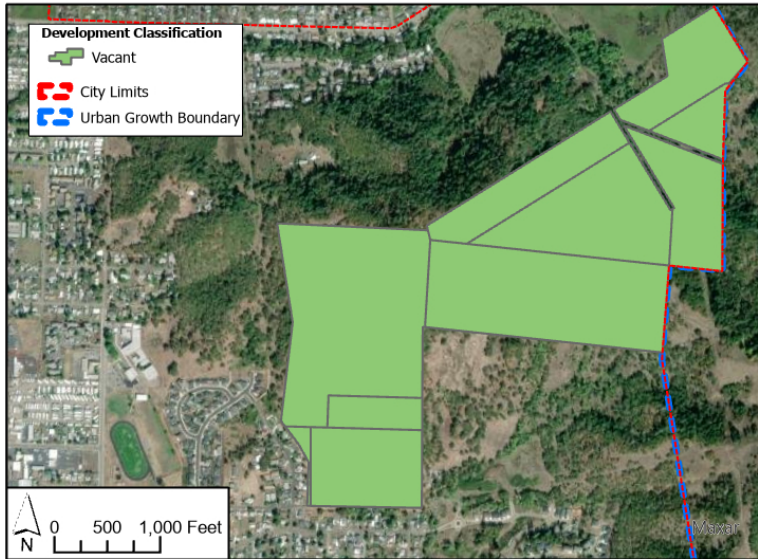 Development Classification
Vacant
City Limits
Urban Growth Boundary
N
0 500 1,000 Feet
Maxar